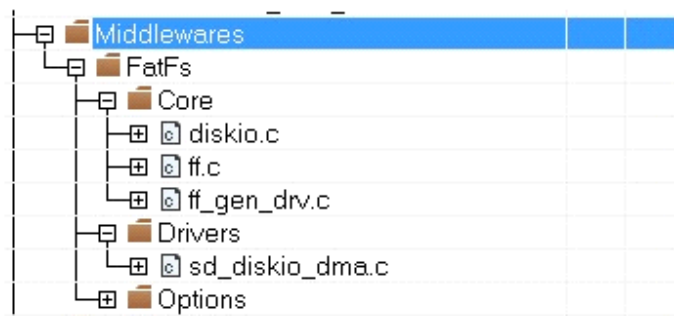 Middlewares
FatFs
Core
diskio.c
ff.c
ff_gen_drv.c
Drivers
sd_diskio_dma.c
Options